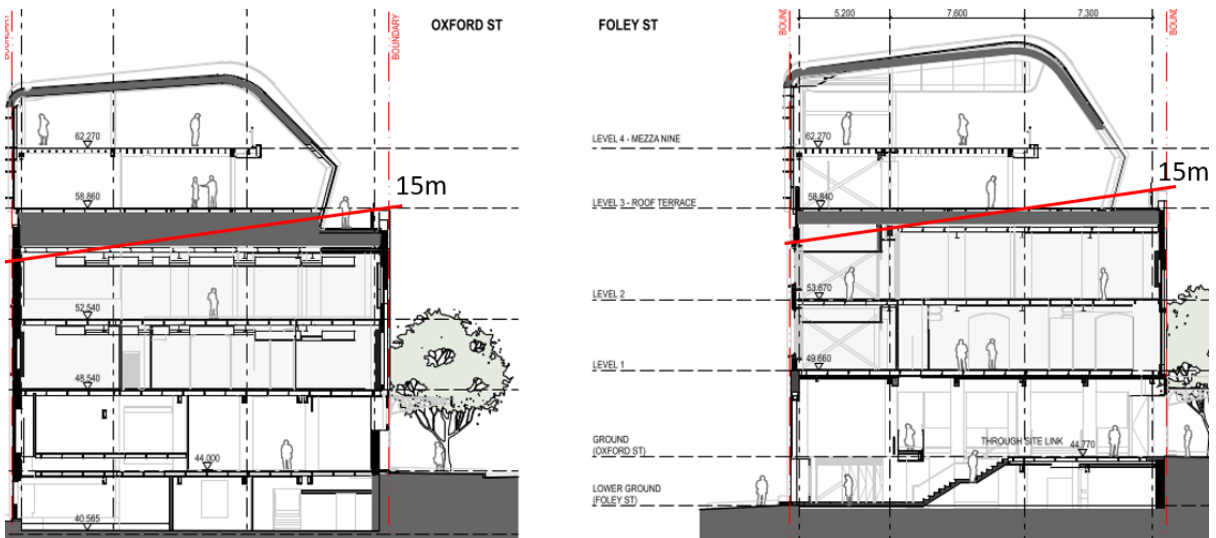 BOUNDARY
OXFORD ST
BOUNDARY
62,270
58,860
15m
52,540
48,540
44,000
40,565
FOLEY ST
5,200
7,600
7,300
LEVEL 4 - MEZZA NINE
62,270
15m
LEVEL 3 - ROOF TERRACE
58,840
LEVEL 2
53,670
LEVEL 1
49,660
GROUND
(OXFORD ST)
THROUGH SITE LINK
44,770
LOWER GROUND
(FOLEY ST)